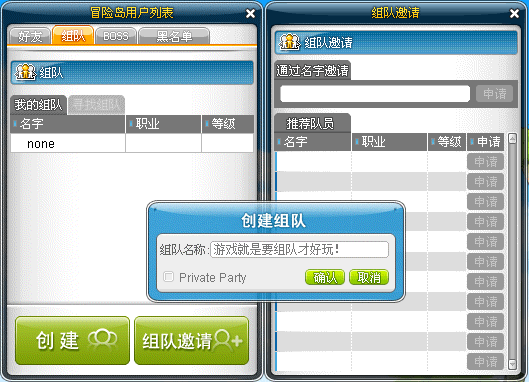 冒险岛用户列表
好友 组队 BOSS 黑名单
组队
我的组队 寻找组队
名字 职业 等级
none
创建 组队邀请
组队邀请
组队邀请
通过名字邀请
申请
推荐队员
名字 职业 等级 申请
申请
申请
申请
申请
申请
申请
申请
申请
申请
申请
申请
创建组队
组队名称:游戏就是要组队才好玩!
Private Party 确认 取消